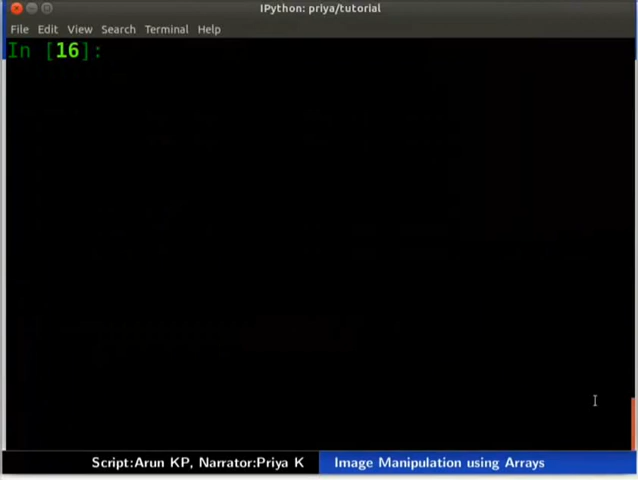 IPython: priya/tutorial
File Edit View Search Terminal Help
In [16]:
Script:Arun KP, Narrator:Priya K
Image Manipulation using Arrays